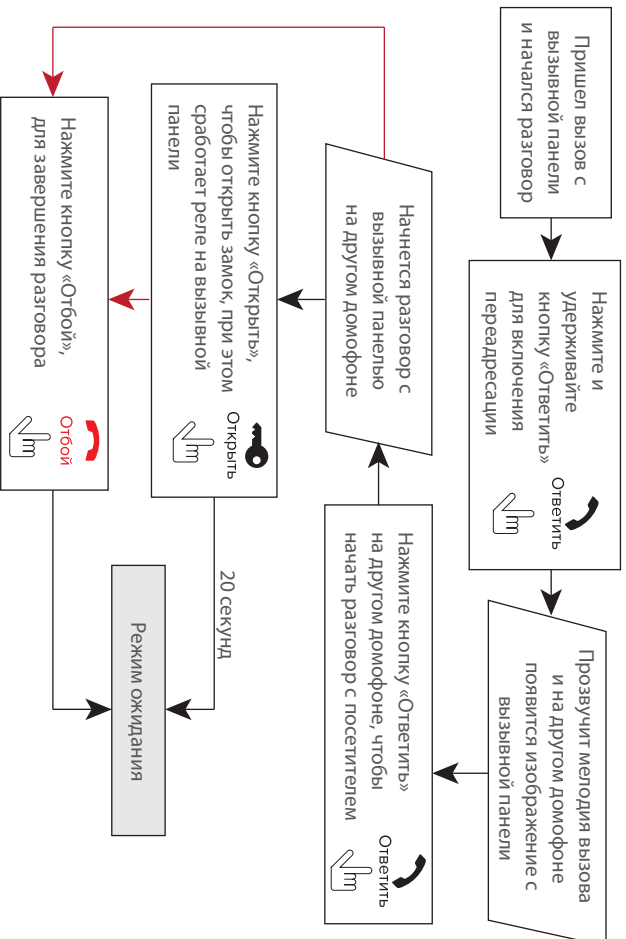 Пришел вызов с
вызывной панели
и начался разговор
Нажмите и
удерживайте
кнопку «Ответить»
для включения
переадресации
Ответить
Прозвучит мелодия вызова
и на другом домофоне
появится изображение с
вызывной панели
Нажмите кнопку «Ответить»
на другом домофоне, чтобы
начать разговор с посетителем
Ответить
Начнется разговор с
вызывной панелью
на другом домофоне
Нажмите кнопку «Открыть»,
чтобы открыть замок, при этом
сработает реле на вызывной
панели
Открыть
20 секунд
Нажмите кнопку «Отбой»,
для завершения разговора
Отбой
Режим ожидания